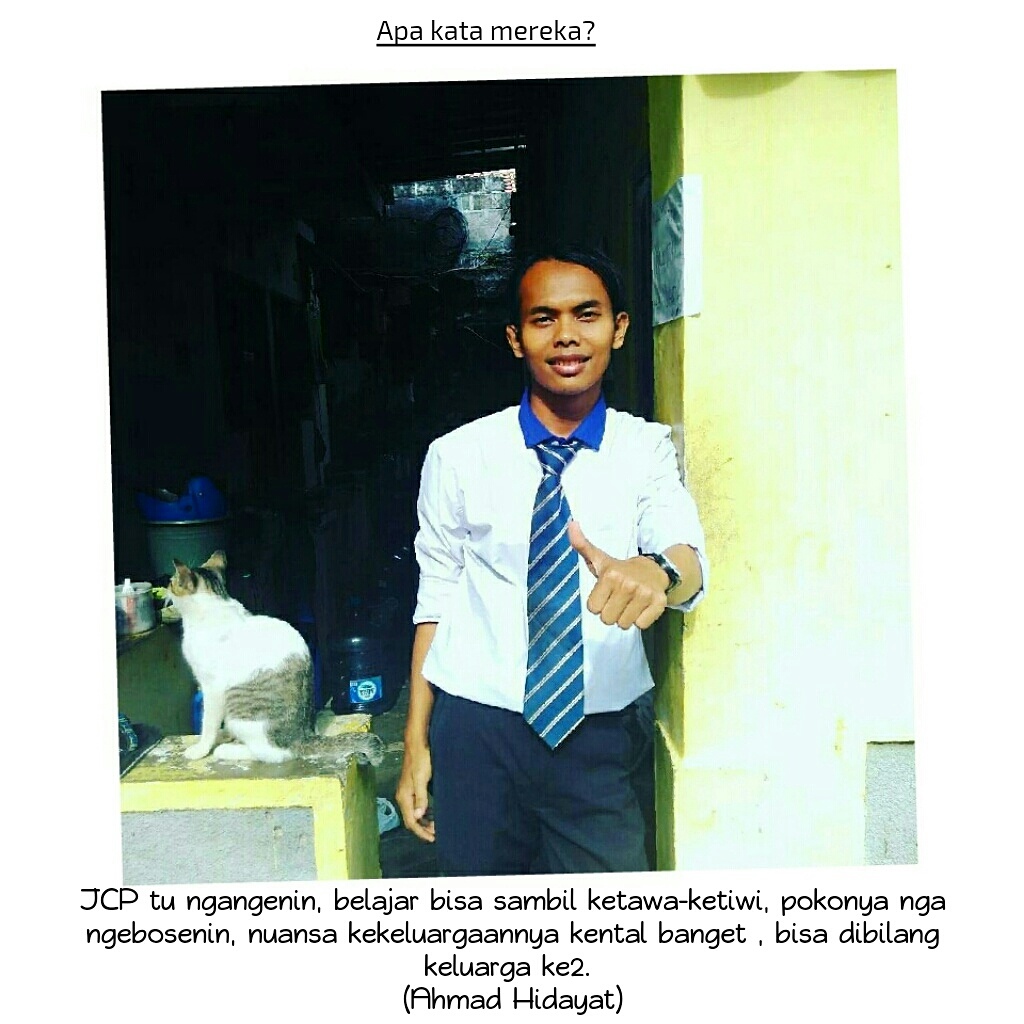 Apa kata mereka?
JCP tu ngangenin, belajar bisa sambil ketawa-ketiwi, pokonya nga
ngebosenin, nuansa kekeluargaannya kental banget , bisa dibilang
keluarga ke2.
(Ahmad Hidayat)